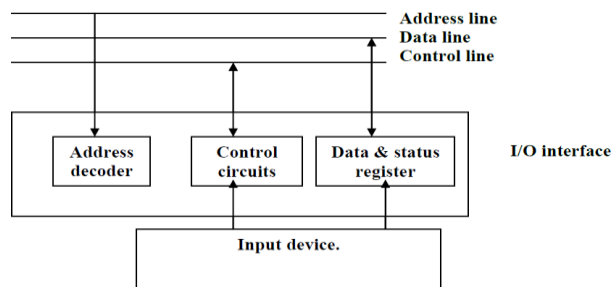 Address line
Data line
Control line
Address
decoder
Control
circuits
Data & status
register
I/O interface
Input device.